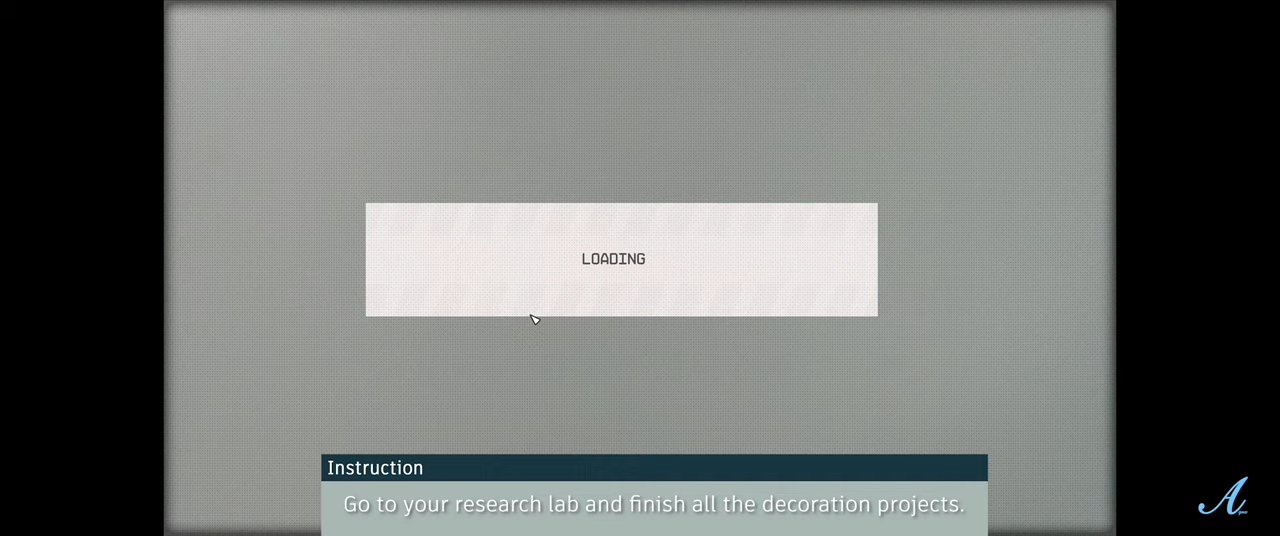 LOADING
Instruction
Go to your research lab and finish all the decoration projects.